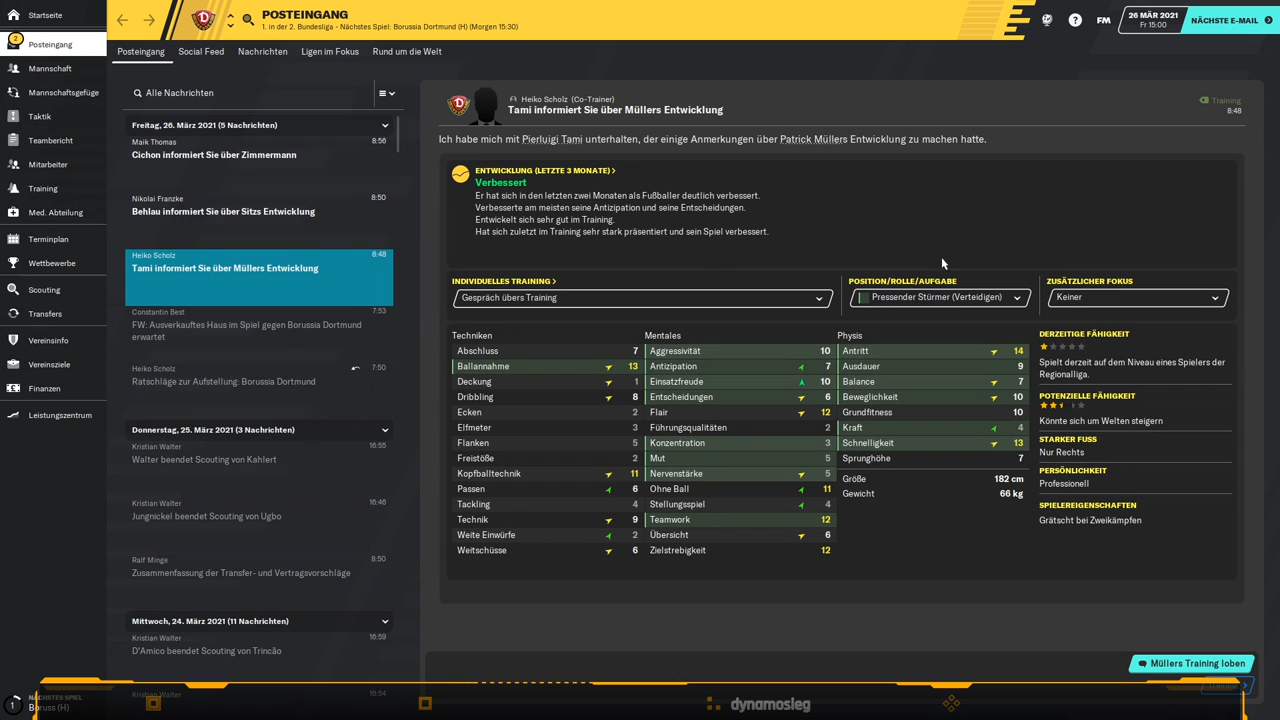 Startseite
2
Posteingang
Mannschaft
Mannschaftsgefüge
Taktik
Teambericht
Mitarbeiter
Training
Med. Abteilung
Terminplan
Wettbewerbe
Scouting
Transfers
Vereinsinfo
Vereinsziele
Finanzen
Leistungszentrum
1
NÄCHSTES SPIEL
Boruss (H)
POSTEINGANG
1. in der 2. Bundesliga - Nächstes Spiel: Borussia Dortmund (H) (Morgen 15:30)
FM
26 MÄR 2021
Fr 15:00
NÄCHSTE E-MAIL
Posteingang Social Feed Nachrichten Ligen im Fokus Rund um die Welt
Alle Nachrichten
Freitag, 26. März 2021 (5 Nachrichten)
Maik Thomas 8:56
Cichon informiert Sie über Zimmermann
Nikolai Franzke 8:50
Behlau informiert Sie über Sitzs Entwicklung
Heiko Scholz 8:48
Tami informiert Sie über Müllers Entwicklung
Constantin Best 7:53
FW: Ausverkauftes Haus im Spiel gegen Borussia Dortmund
erwartet
Heiko Scholz 7:50
Ratschläge zur Aufstellung: Borussia Dortmund
Donnerstag, 25. März 2021 (3 Nachrichten)
Kristian Walter 16:55
Walter beendet Scouting von Kahlert
Kristian Walter 16:46
Jungnickel beendet Scouting von Ugbo
Ralf Minge 8:50
Zusammenfassung der Transfer- und Vertragsvorschläge
Mittwoch, 24. März 2021 (11 Nachrichten)
Kristian Walter 16:59
D'Amico beendet Scouting von Trincão
Kristian Walter 16:54
Heiko Scholz (Co-Trainer)
Tami informiert Sie über Müllers Entwicklung
Training
8:48
Ich habe mich mit Pierluigi Tami unterhalten, der einige Anmerkungen über Patrick Müllers Entwicklung zu machen hatte.
ENTWICKLUNG (LETZTE 3 MONATE) >
Verbessert
Er hat sich in den letzten zwei Monaten als Fußballer deutlich verbessert.
Verbesserte am meisten seine Antizipation und seine Entscheidungen.
Entwickelt sich sehr gut im Training.
Hat sich zuletzt im Training sehr stark präsentiert und sein Spiel verbessert.
INDIVIDUELLES TRAINING >
Gespräch übers Training
POSITION/ROLLE/AUFGABE
Pressender Stürmer (Verteidigen)
ZUSÄTZLICHER FOKUS
Keiner
Techniken
Abschluss 7
Ballannahme 13
Deckung 1
Dribbling 8
Ecken 2
Elfmeter 3
Flanken 5
Freistöße 2
Kopfballtechnik 11
Passen 6
Tackling 4
Technik 9
Weite Einwürfe 2
Weitschüsse 6
Mentales
Aggressivität 10
Antizipation 7
Einsatzfreude 10
Entscheidungen 6
Flair 12
Führungsqualitäten 2
Konzentration 3
Mut 5
Nervenstärke 5
Ohne Ball 11
Stellungsspiel 4
Teamwork 12
Übersicht 6
Zielstrebigkeit 12
Physis
Antritt 14
Ausdauer 9
Balance 7
Beweglichkeit 10
Grundfitness 10
Kraft 4
Schnelligkeit 13
Sprunghöhe 7
Größe 182 cm
Gewicht 66 kg
DERZEITIGE FÄHIGKEIT
Spielt derzeit auf dem Niveau eines Spielers der
Regionalliga.
POTENZIELLE FÄHIGKEIT
Könnte sich um Welten steigern
STARKER FUSS
Nur Rechts
PERSÖNLICHKEIT
Professionell
SPIELEREIGENSCHAFTEN
Grätscht bei Zweikämpfen
Müllers Training loben
Training >
dynamosleg